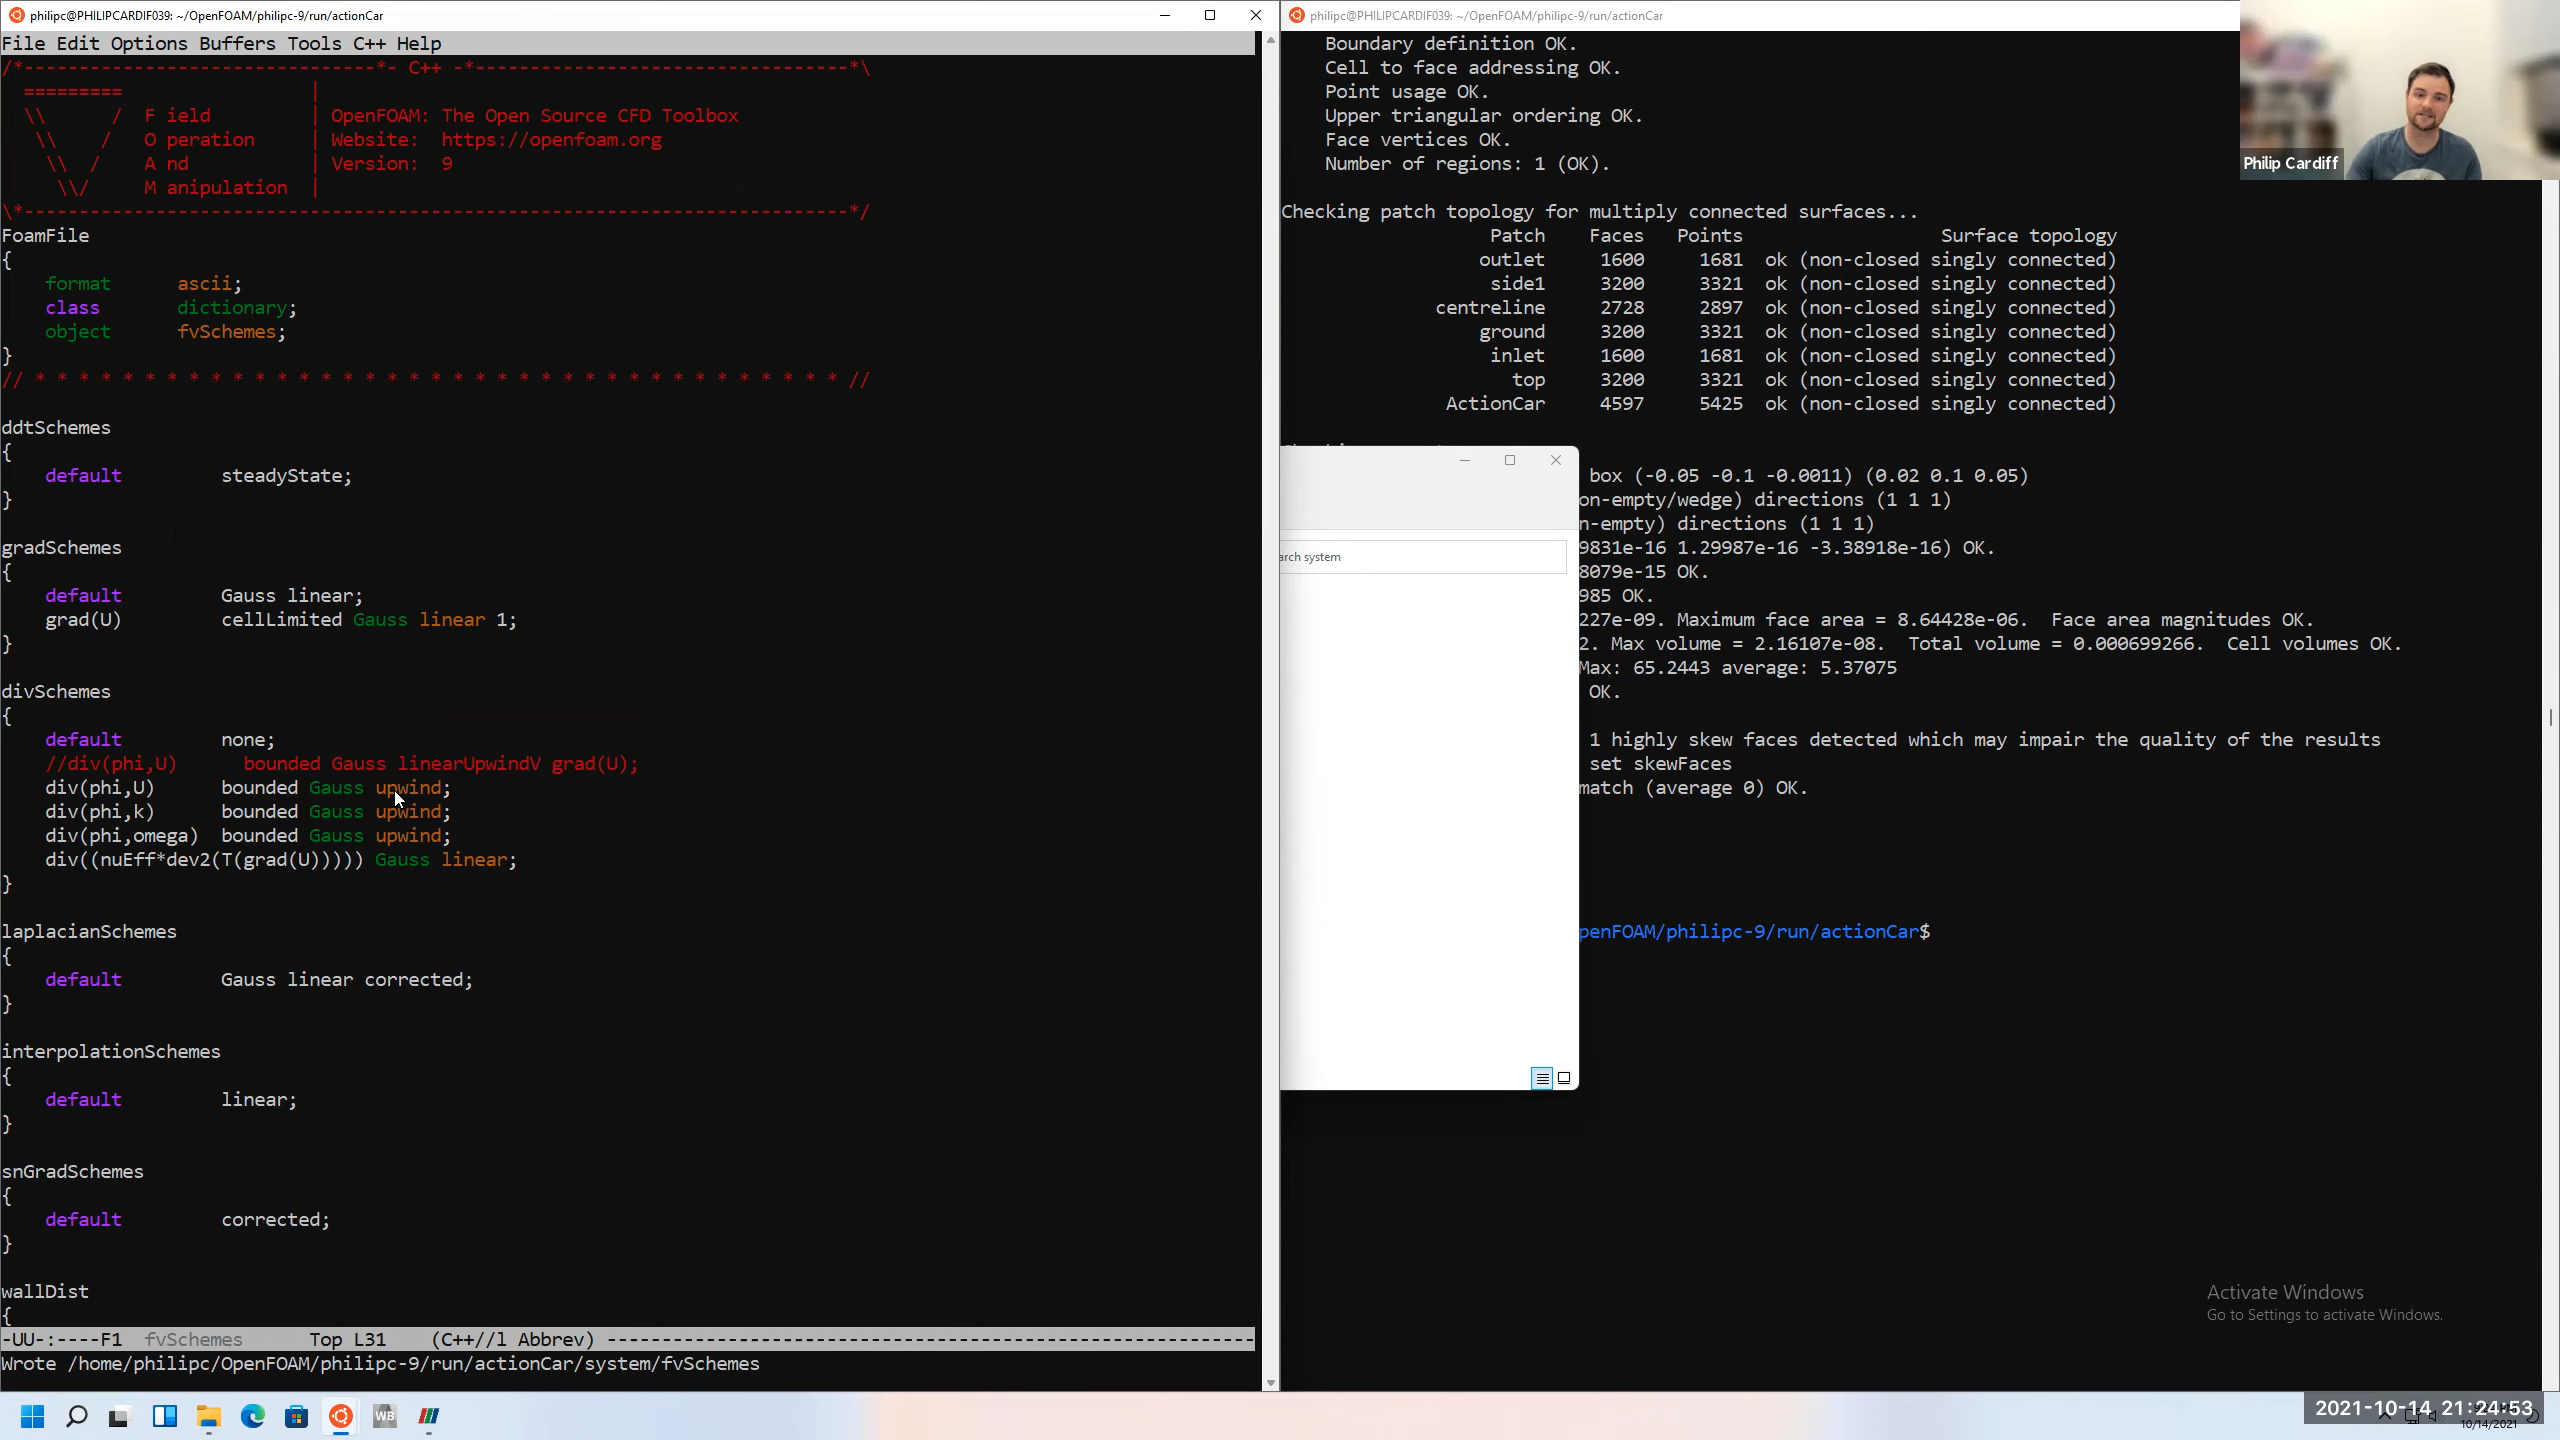 philipc@PHILIPCARDIF039: ~/OpenFOAM/philipc-9/run/actionCar
File Edit Options Buffers Tools C++ Help
/*--------------------------------*- C++ -*----------------------------------*\
  =========                 |
  \\      /  F ield         | OpenFOAM: The Open Source CFD Toolbox
   \\    /   O peration     | Website:  https://openfoam.org
    \\  /    A nd           | Version:  9
     \\/     M anipulation  |
\*---------------------------------------------------------------------------*/
FoamFile
{
    format      ascii;
    class       dictionary;
    object      fvSchemes;
}
// * * * * * * * * * * * * * * * * * * * * * * * * * * * * * * * * * * * * * //
ddtSchemes
{
    default         steadyState;
}
gradSchemes
{
    default         Gauss linear;
    grad(U)         cellLimited Gauss linear 1;
}
divSchemes
{
    default         none;
    //div(phi,U)      bounded Gauss linearUpwindV grad(U);
    div(phi,U)      bounded Gauss upwind;
    div(phi,k)      bounded Gauss upwind;
    div(phi,omega)  bounded Gauss upwind;
    div((nuEff*dev2(T(grad(U))))) Gauss linear;
}
laplacianSchemes
{
    default         Gauss linear corrected;
}
interpolationSchemes
{
    default         linear;
}
snGradSchemes
{
    default         corrected;
}
wallDist
{
-UU-:----F1  fvSchemes      Top L31    (C++//l Abbrev) -----------------------------------------------------------
Wrote /home/philipc/OpenFOAM/philipc-9/run/actionCar/system/fvSchemes
philipc@PHILIPCARDIF039: ~/OpenFOAM/philipc-9/run/actionCar
Boundary definition OK.
Cell to face addressing OK.
Point usage OK.
Upper triangular ordering OK.
Face vertices OK.
Number of regions: 1 (OK).
Checking patch topology for multiply connected surfaces...
Patch    Faces   Points                  Surface topology
outlet    1600     1681  ok (non-closed singly connected)
side1    3200     3321  ok (non-closed singly connected)
centreline    2728     2897  ok (non-closed singly connected)
ground    3200     3321  ok (non-closed singly connected)
inlet    1600     1681  ok (non-closed singly connected)
top    3200     3321  ok (non-closed singly connected)
ActionCar    4597     5425  ok (non-closed singly connected)
box (-0.05 -0.1 -0.0011) (0.02 0.1 0.05)
on-empty/wedge) directions (1 1 1)
n-empty) directions (1 1 1)
9831e-16 1.29987e-16 -3.38918e-16) OK.
8079e-15 OK.
985 OK.
227e-09. Maximum face area = 8.64428e-06.  Face area magnitudes OK.
2. Max volume = 2.16107e-08.  Total volume = 0.000699266.  Cell volumes OK.
Max: 65.2443 average: 5.37075
OK.
1 highly skew faces detected which may impair the quality of the results
set skewFaces
match (average 0) OK.
penFOAM/philipc-9/run/actionCar$
arch system
Philip Cardiff
Activate Windows
Go to Settings to activate Windows.
WB
2021-10-14 21:24:53
10/14/2021